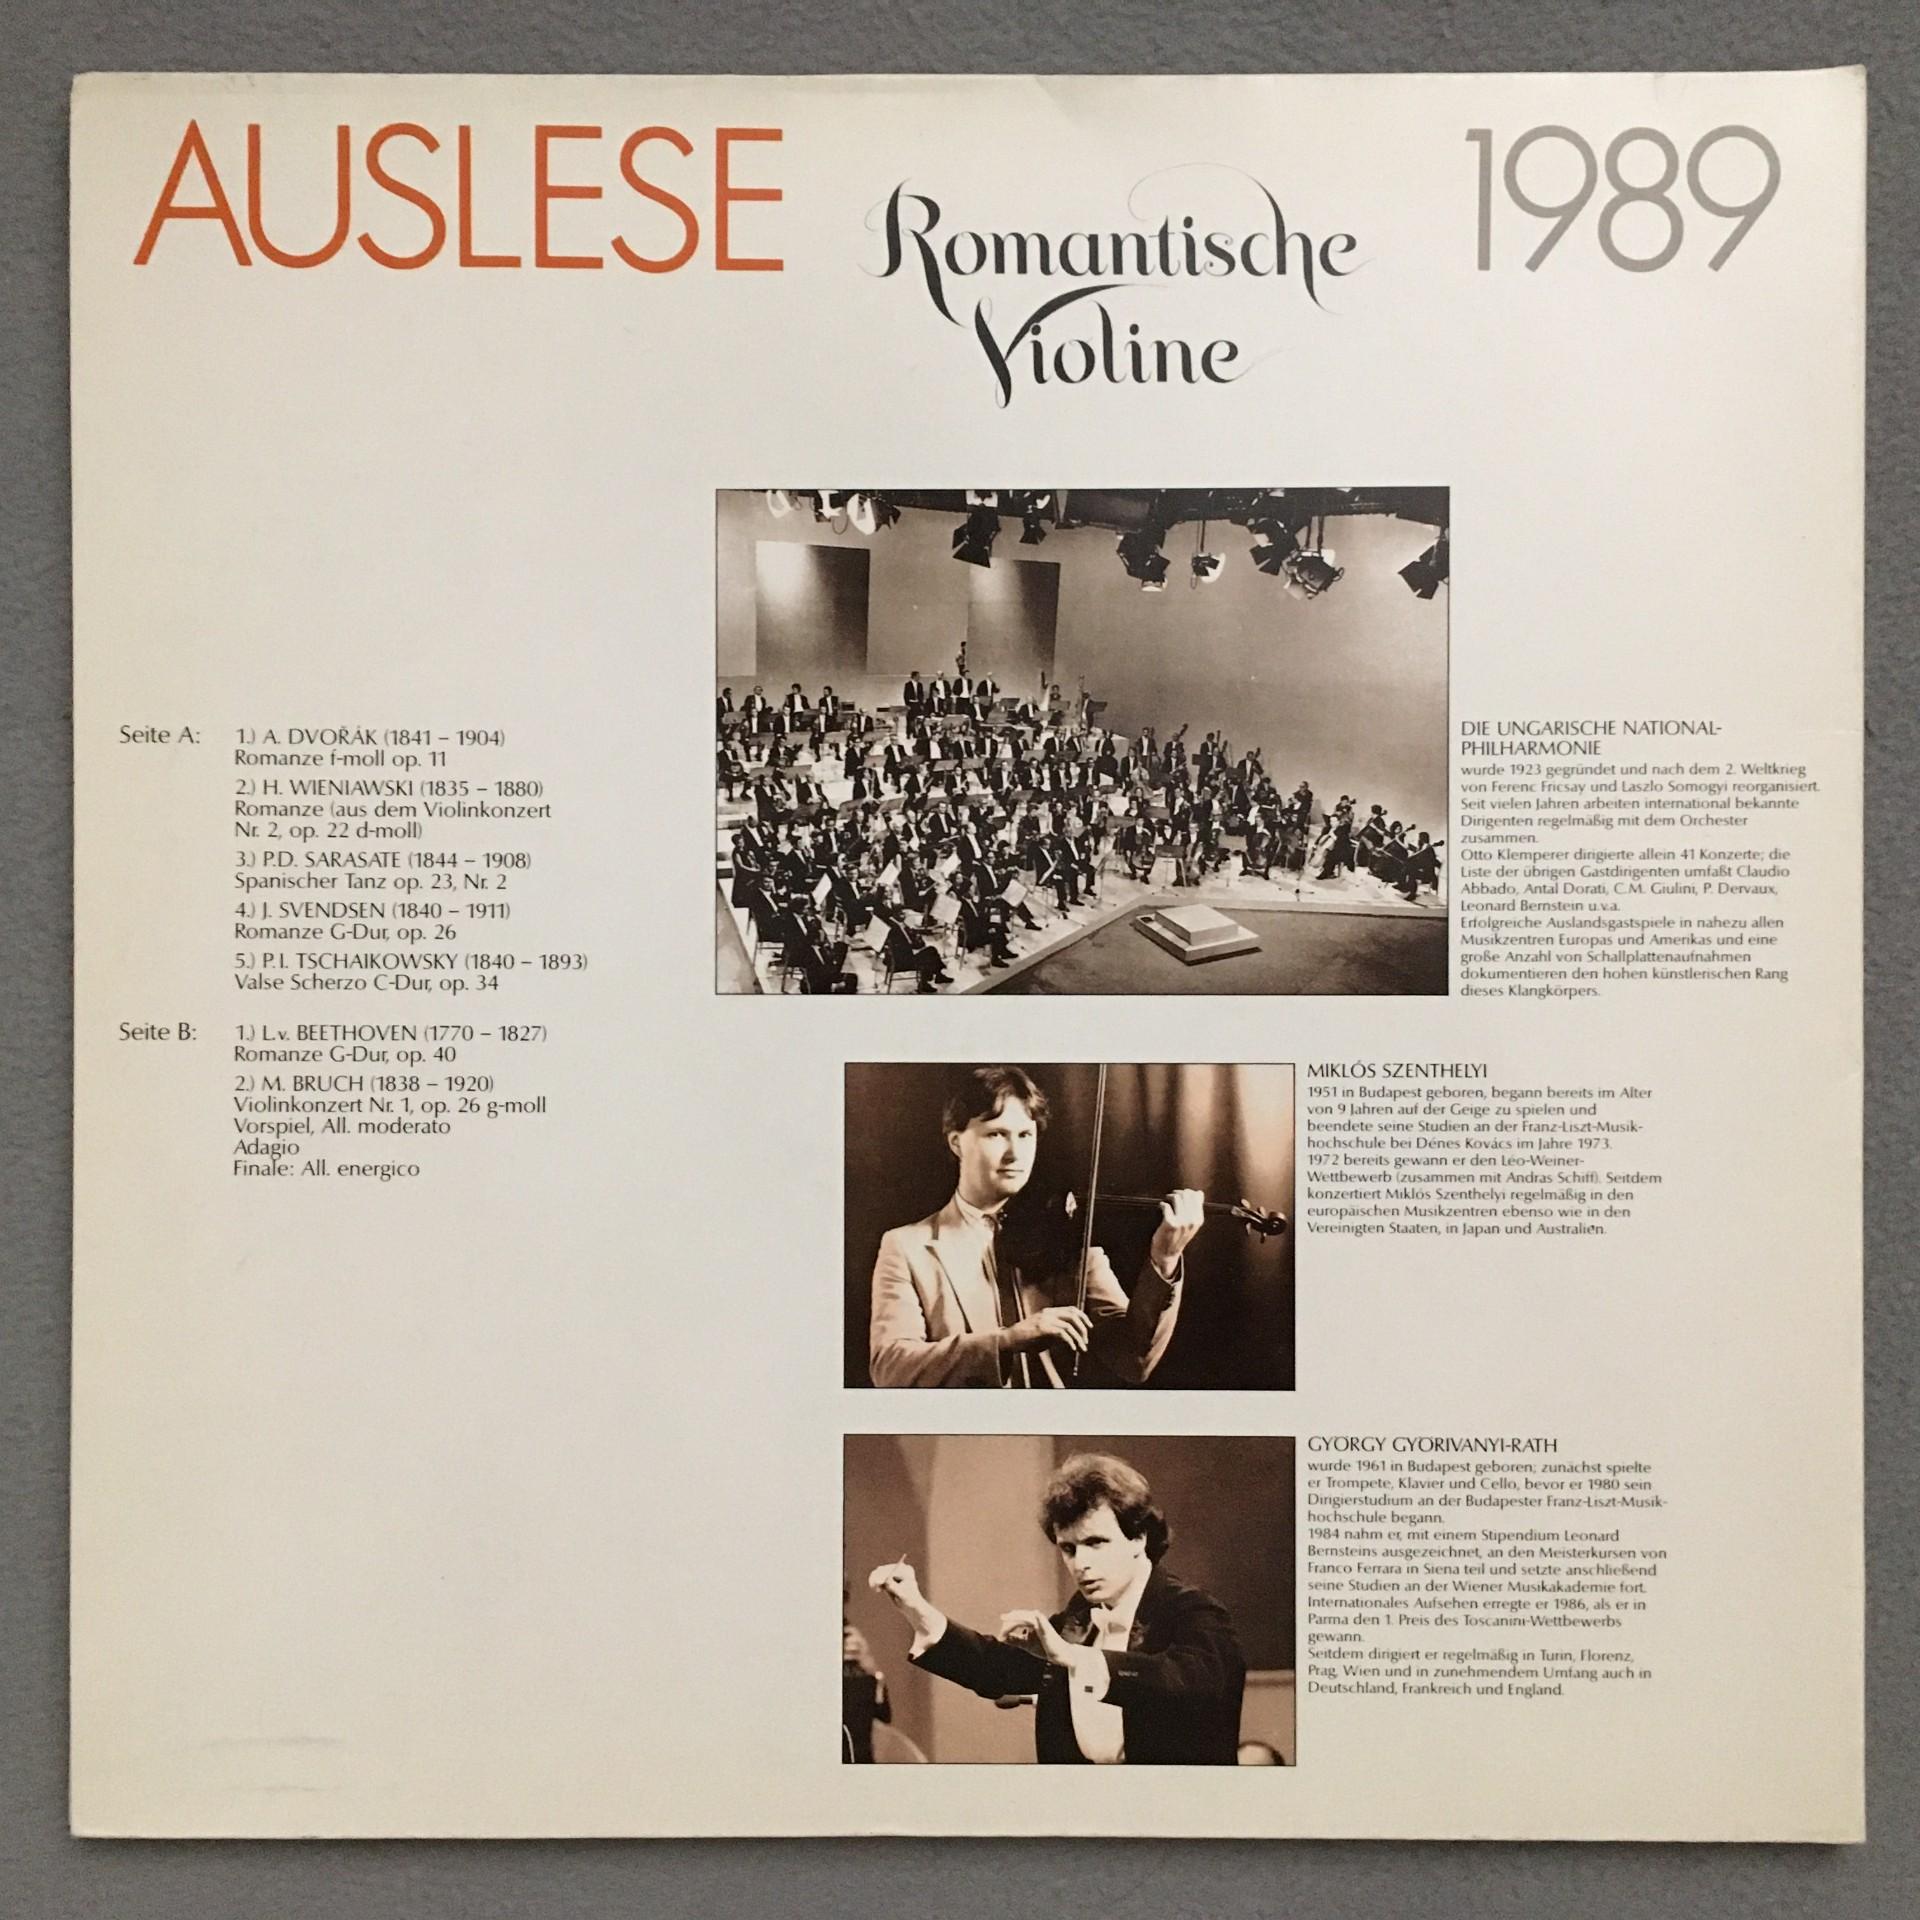 AUSLESE
Romantische
Violine
1989
Seite A:
1.) A. DVOŘÁK (1841 – 1904)
Romanze f-moll op. 11
2.) H. WIENIAWSKI (1835 – 1880)
Romanze (aus dem Violinkonzert
Nr. 2, op. 22 d-moll)
3.) P.D. SARASATE (1844 – 1908)
Spanischer Tanz op. 23, Nr. 2
4.) J. SVENDSEN (1840 – 1911)
Romanze G-Dur, op. 26
5.) P.I. TSCHAIKOWSKY (1840 – 1893)
Valse Scherzo C-Dur, op. 34
Seite B:
1.) L.v. BEETHOVEN (1770 – 1827)
Romanze G-Dur, op. 40
2.) M. BRUCH (1838 – 1920)
Violinkonzert Nr. 1, op. 26 g-moll
Vorspiel, All. moderato
Adagio
Finale: All. energico
DIE UNGARISCHE NATIONAL-
PHILHARMONIE
wurde 1923 gegründet und nach dem 2. Weltkrieg
von Ferenc Fricsay und Laszlo Somogyi reorganisiert.
Seit vielen Jahren arbeiten international bekannte
Dirigenten regelmäßig mit dem Orchester
zusammen.
Otto Klemperer dirigierte allein 41 Konzerte; die
Liste der übrigen Gastdirigenten umfaßt Claudio
Abbado, Antal Dorati, C.M. Giulini, P. Dervaux,
Leonard Bernstein u.v.a.
Erfolgreiche Auslandsgastspiele in nahezu allen
Musikzentren Europas und Amerikas und eine
große Anzahl von Schallplattenaufnahmen
dokumentieren den hohen künstlerischen Rang
dieses Klangkörpers.
MIKLÓS SZENTHELYI
1951 in Budapest geboren, begann bereits im Alter
von 9 Jahren auf der Geige zu spielen und
beendete seine Studien an der Franz-Liszt-Musik-
hochschule bei Dénes Kovács im Jahre 1973.
1972 bereits gewann er den Léo-Weiner-
Wettbewerb (zusammen mit Andras Schiff). Seitdem
konzertiert Miklós Szenthelyi regelmäßig in den
europäischen Musikzentren ebenso wie in den
Vereinigten Staaten, in Japan und Australien.
GYÖRGY GYÖRIVANYI-RATH
wurde 1961 in Budapest geboren; zunächst spielte
er Trompete, Klavier und Cello, bevor er 1980 sein
Dirigierstudium an der Budapester Franz-Liszt-Musik-
hochschule begann.
1984 nahm er, mit einem Stipendium Leonard
Bernsteins ausgezeichnet, an den Meisterkursen von
Franco Ferrara in Siena teil und setzte anschließend
seine Studien an der Wiener Musikakademie fort.
Internationales Aufsehen erregte er 1986, als er in
Parma den 1. Preis des Toscanini-Wettbewerbs
gewann.
Seitdem dirigiert er regelmäßig in Turin, Florenz,
Prag, Wien und in zunehmendem Umfang auch in
Deutschland, Frankreich und England.